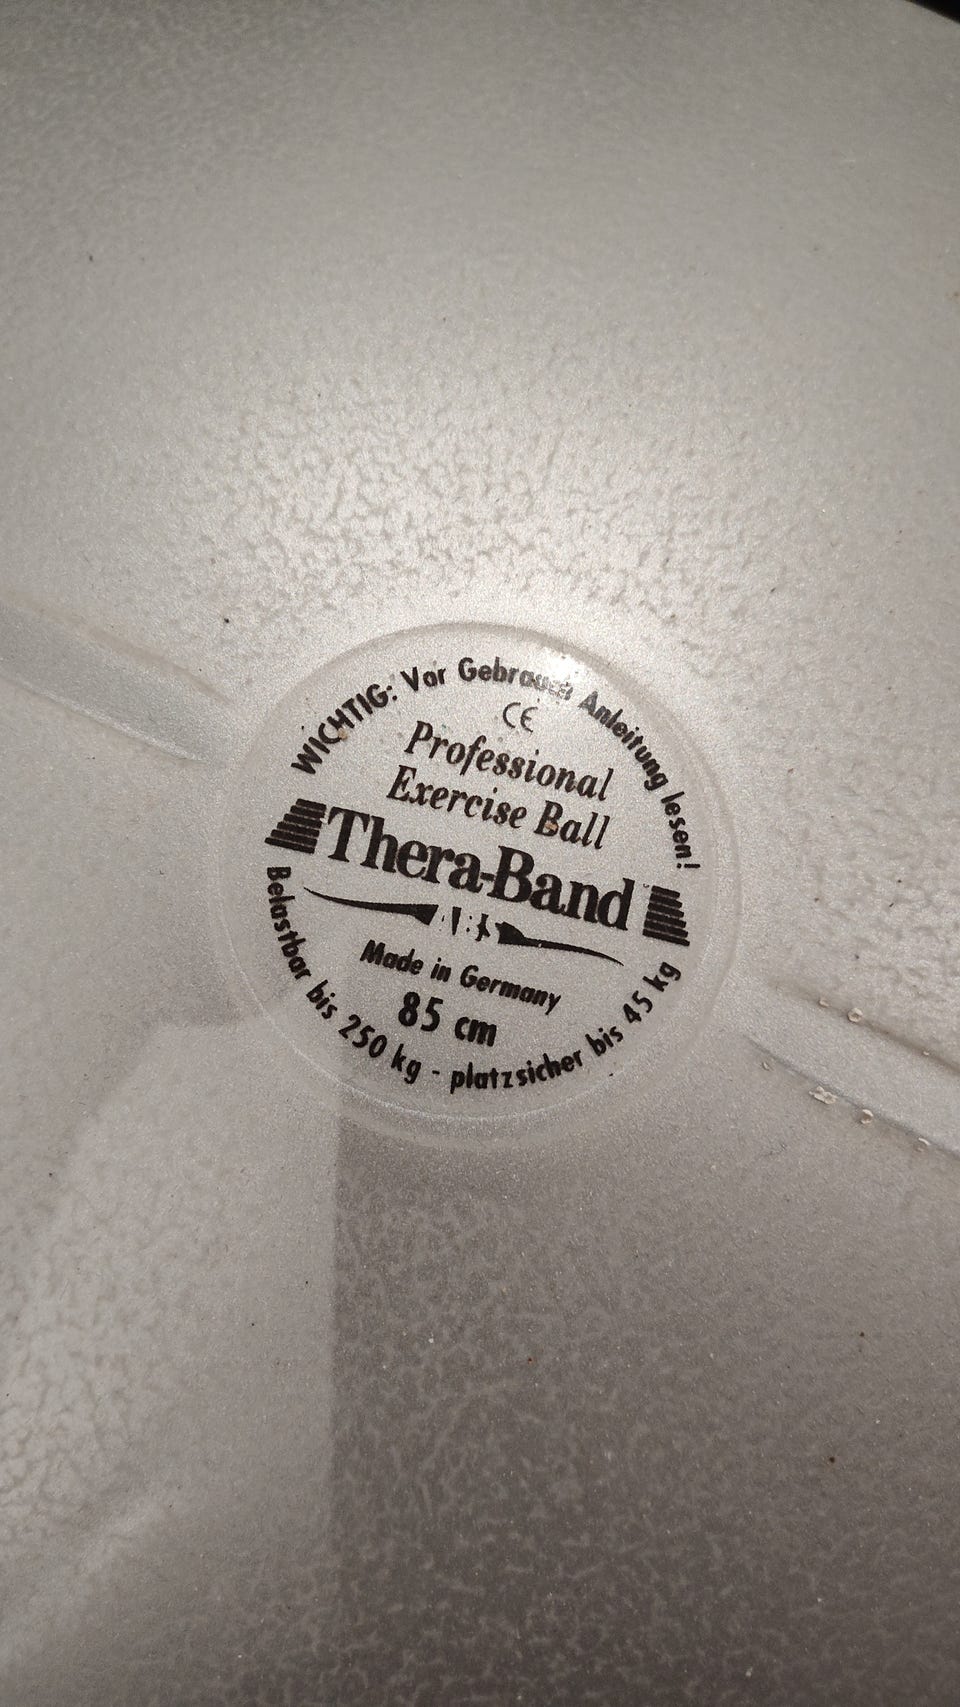 WICHTIG: Vor Gebrauch Anleitung lesen!
CE
Professional
Exercise Ball
Thera-Band
Made in Germany
85 cm
Belastbar bis 250 kg - platzsicher bis 45 kg